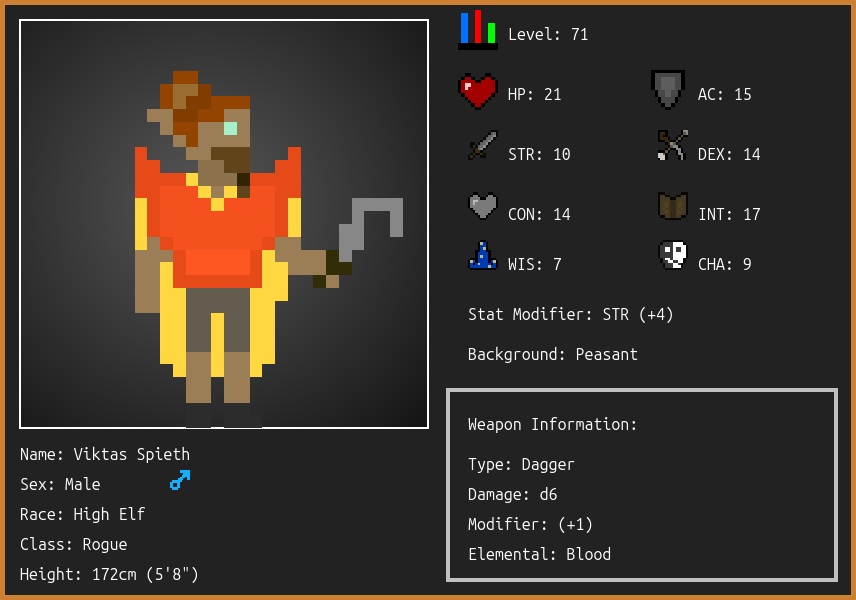 Level: 71
HP: 21
AC: 15
STR: 10
DEX: 14
CON: 14
INT: 17
WIS: 7
CHA: 9
Stat Modifier: STR (+4)
Background: Peasant
Weapon Information:
Type: Dagger
Damage: d6
Modifier: (+1)
Elemental: Blood
Name: Viktas Spieth
Sex: Male
Race: High Elf
Class: Rogue
Height: 172cm (5'8")